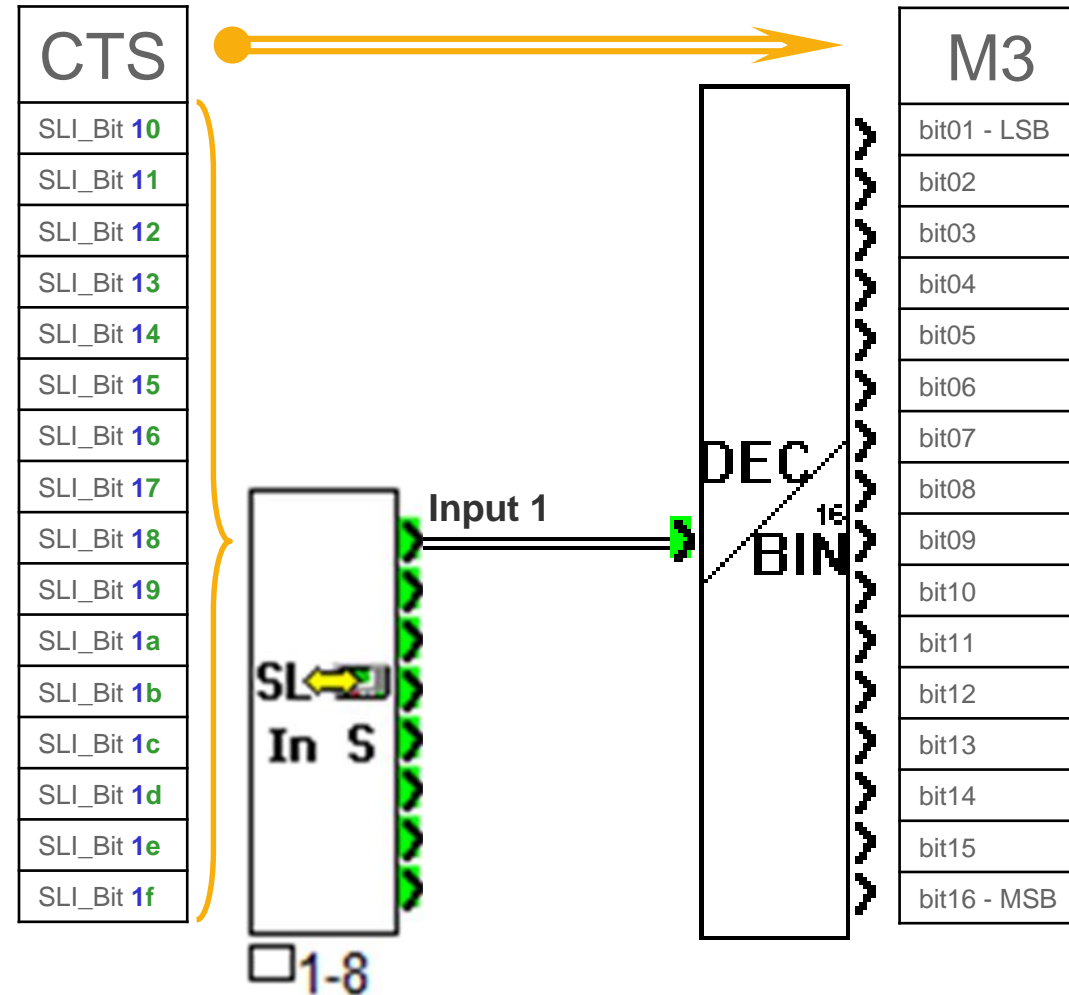 CTS
SLI_Bit 10
SLI_Bit 11
SLI_Bit 12
SLI_Bit 13
SLI_Bit 14
SLI_Bit 15
SLI_Bit 16
SLI_Bit 17
SLI_Bit 18
SLI_Bit 19
SLI_Bit 1a
SLI_Bit 1b
SLI_Bit 1c
SLI_Bit 1d
SLI_Bit 1e
SLI_Bit 1f
SL
In S
1-8
Input 1
DEC
16
BIN
M3
bit01 - LSB
bit02
bit03
bit04
bit05
bit06
bit07
bit08
bit09
bit10
bit11
bit12
bit13
bit14
bit15
bit16 - MSB